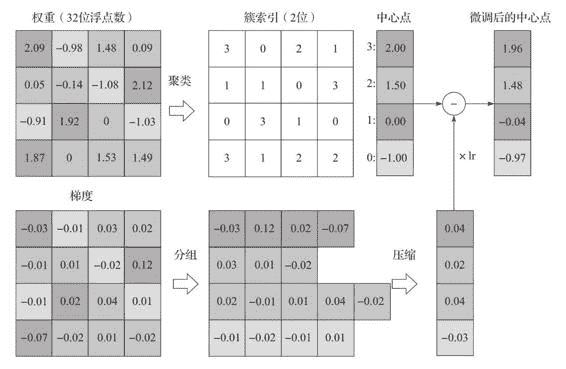 权重（32位浮点数） 簇索引（2位） 中心点 微调后的中心点
2.09 −0.98 1.48 0.09 3 0 2 1 3: 2.00 1.96
0.05 −0.14 −1.08 2.12 聚类 1 1 0 3 2: 1.50 − 1.48
−0.91 1.92 0 −1.03 0 3 1 0 1: 0.00 −0.04
1.87 0 1.53 1.49 3 1 2 2 0: −1.00 ×lr −0.97
梯度
−0.03 −0.01 0.03 0.02 −0.03 0.12 0.02 −0.07 0.04
−0.01 0.01 −0.02 0.12 分组 0.03 0.01 −0.02 压缩 0.02
−0.01 0.02 0.04 0.01 0.02 −0.01 0.01 0.04 −0.02 0.04
−0.07 −0.02 0.01 −0.02 −0.01 −0.02 −0.01 0.01 −0.03